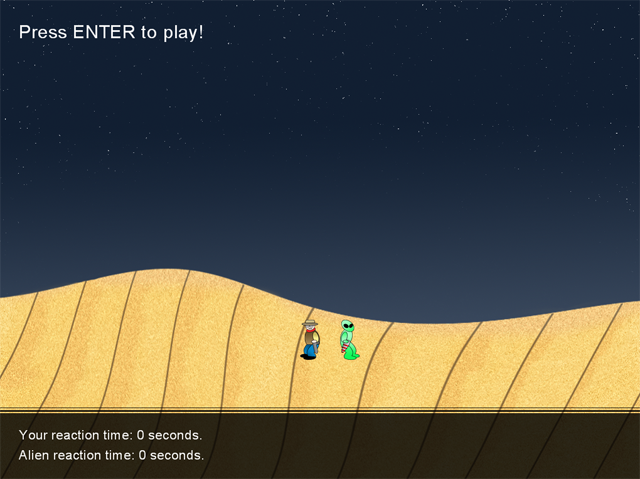 Press ENTER to play!
Your reaction time: 0 seconds.
Alien reaction time: 0 seconds.